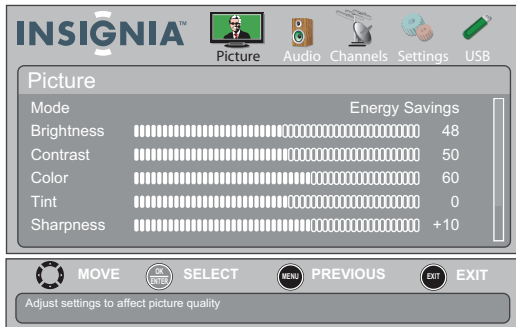 INSIGNIA™
Picture Audio Channels Settings USB
Picture
Mode Energy Savings
Brightness 48
Contrast 50
Color 60
Tint 0
Sharpness +10
MOVE OK ENTER SELECT MENU PREVIOUS EXIT EXIT
Adjust settings to affect picture quality